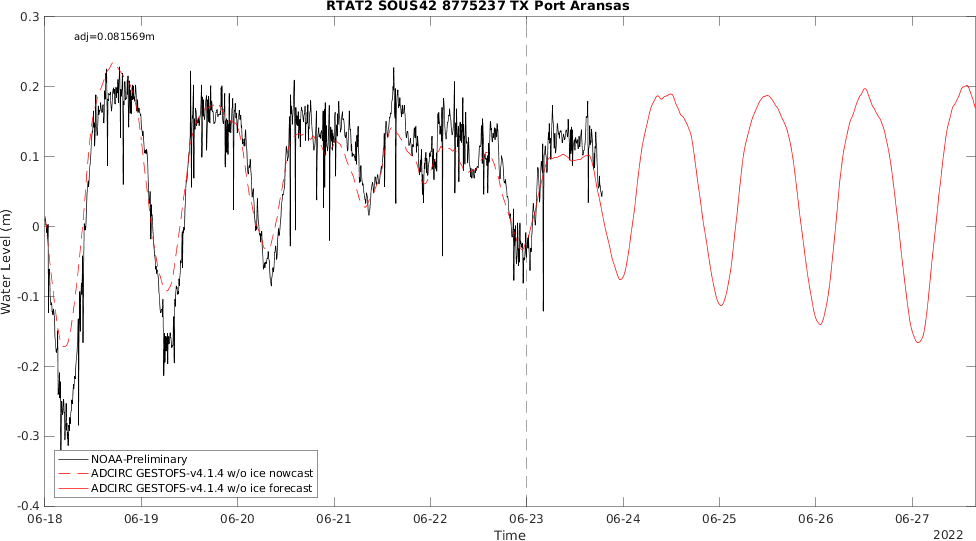 RTAT2 SOUS42 8775237 TX Port Aransas
adj=0.081569m
0.3
0.2
0.1
0
-0.1
-0.2
-0.3
-0.4
Water Level (m)
NOAA-Preliminary
ADCIRC GESTOFS-v4.1.4 w/o ice nowcast
ADCIRC GESTOFS-v4.1.4 w/o ice forecast
06-18 06-19 06-20 06-21 06-22 06-23 06-24 06-25 06-26 06-27
Time
2022